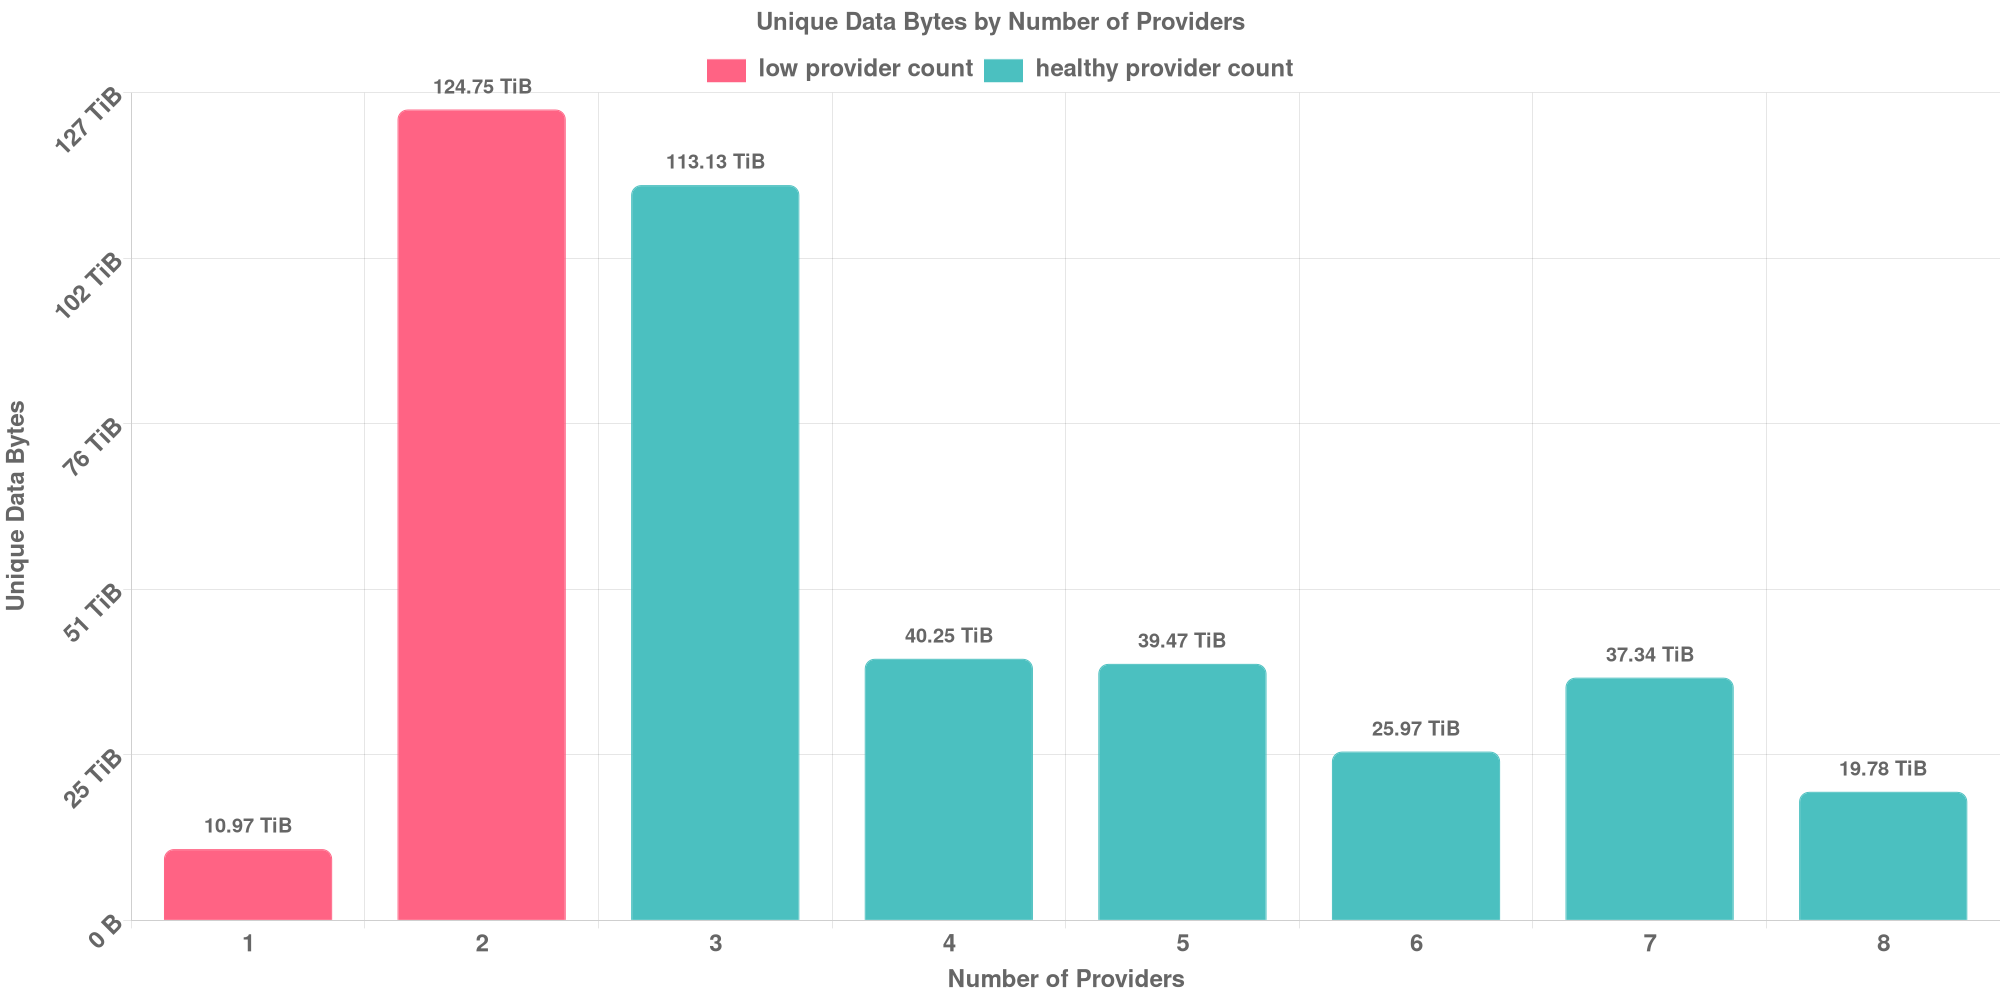 Unique Data Bytes by Number of Providers
low provider count
healthy provider count
127 TiB
102 TiB
76 TiB
51 TiB
25 TiB
0 B
Unique Data Bytes
10.97 TiB
124.75 TiB
113.13 TiB
40.25 TiB
39.47 TiB
25.97 TiB
37.34 TiB
19.78 TiB
1
2
3
4
5
6
7
8
Number of Providers